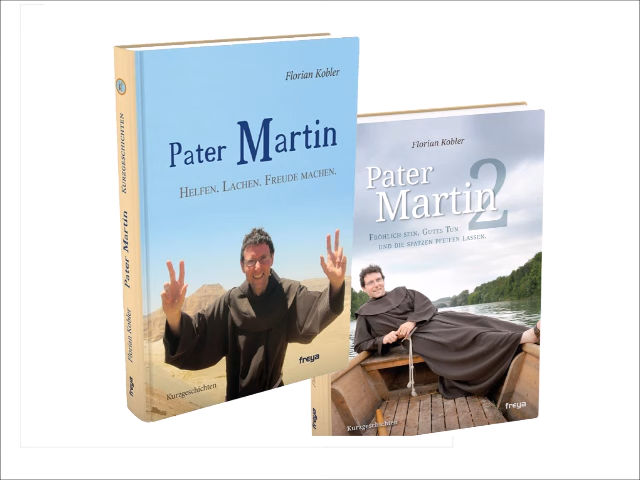 Florian Kobler
Pater Martin
HELFEN. LACHEN. FREUDE MACHEN.
freya
Kurzgeschichten
KURZGESCHICHTEN
Pater Martin
Florian Kobler
freya
Florian Kobler
Pater
Martin 2
FRÖHLICH SEIN, GUTES TUN
UND DIE SPATZEN PFEIFEN LASSEN.
freya
Kurzgeschichten